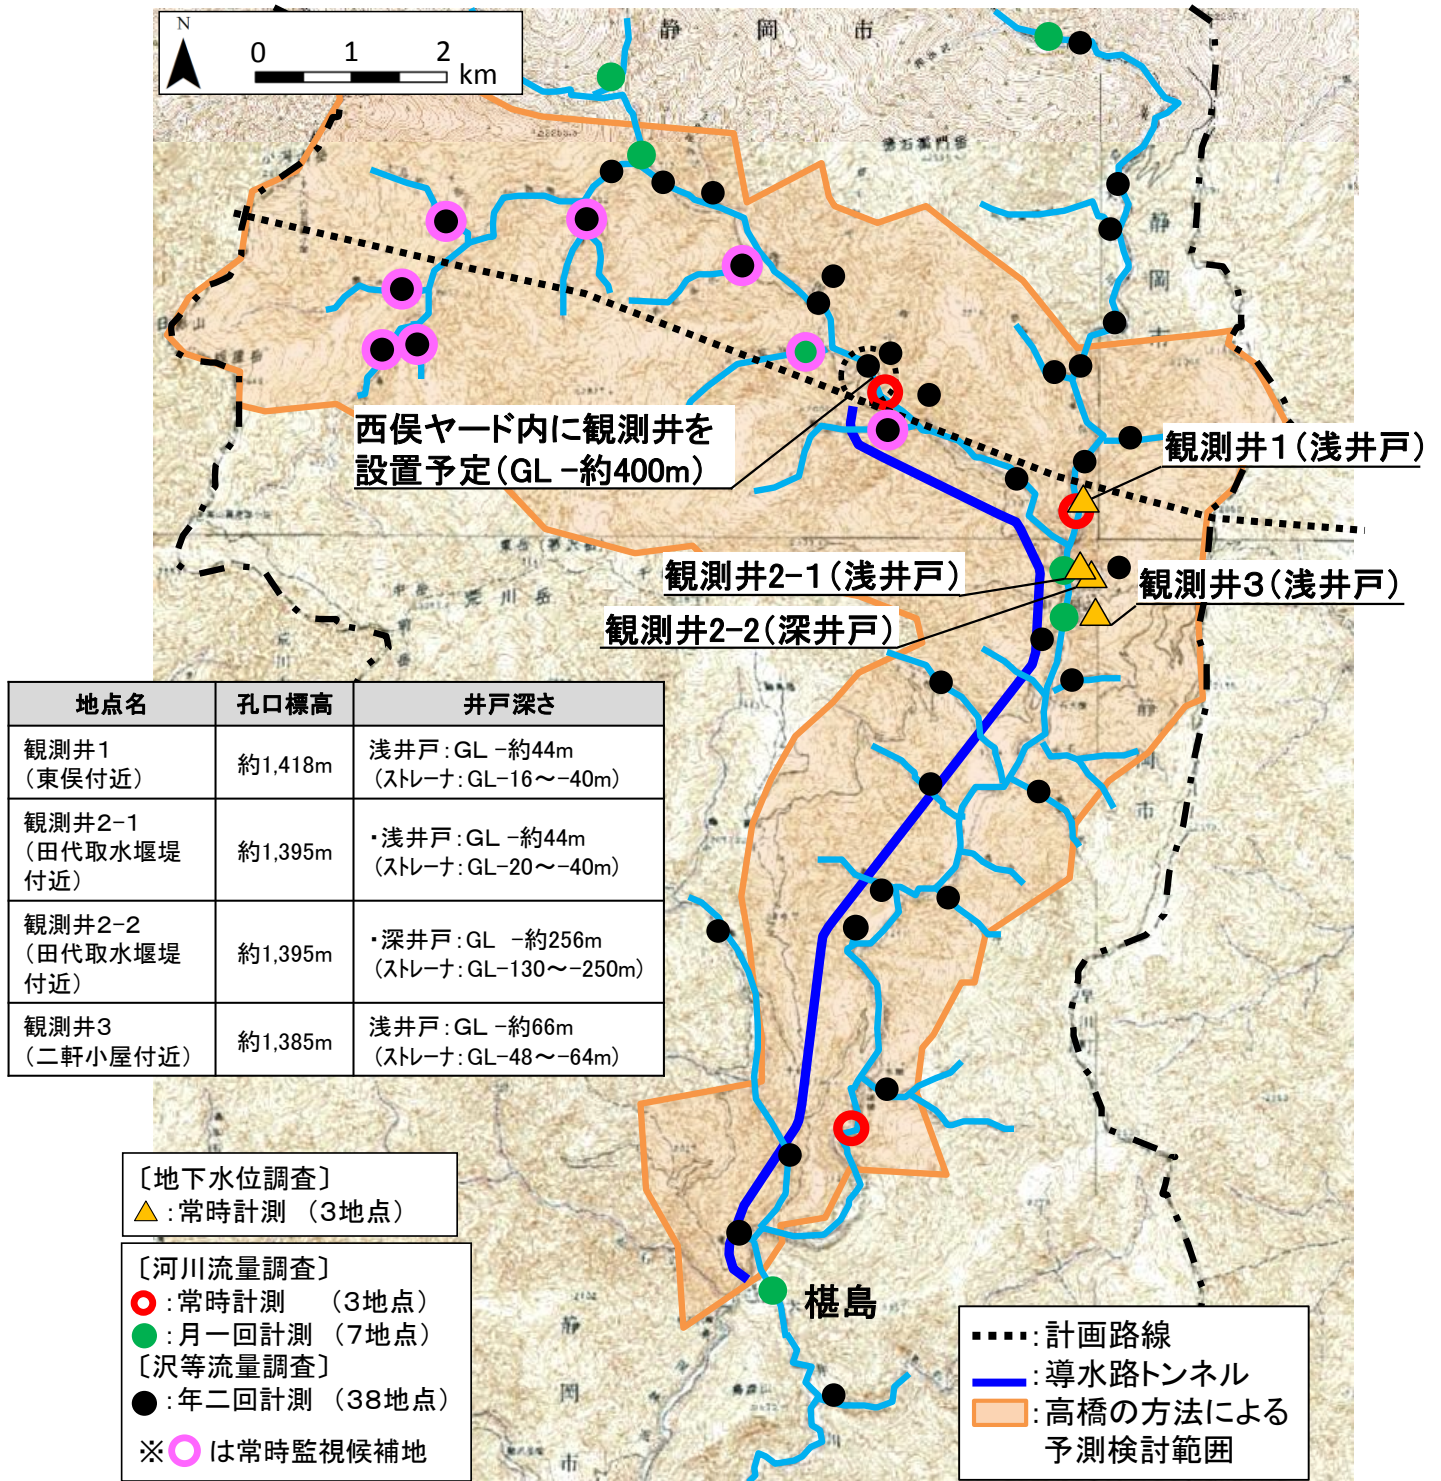 N
0 1 2 km
静 岡 市
静 岡 市
西俣ヤード内に観測井を
設置予定(GL -約400m)
観測井1(浅井戸)
観測井2-1(浅井戸)
観測井3(浅井戸)
観測井2-2(深井戸)
荒川岳
地点名 孔口標高 井戸深さ
観測井1
(東俣付近)
約1,418m
浅井戸:GL -約44m
(ストレーナ:GL-16~-40m)
観測井2-1
(田代取水堰堤
付近)
約1,395m
・浅井戸:GL -約44m
(ストレーナ:GL-20~-40m)
観測井2-2
(田代取水堰堤
付近)
約1,395m
・深井戸:GL -約256m
(ストレーナ:GL-130~-250m)
観測井3
(二軒小屋付近)
約1,385m
浅井戸:GL -約66m
(ストレーナ:GL-48~-64m)
〔地下水位調査〕
:常時計測 (3地点)
〔河川流量調査〕
:常時計測 (3地点)
:月一回計測 (7地点)
〔沢等流量調査〕
:年二回計測 (38地点)
※ は常時監視候補地
椹島
静
岡
市
:計画路線
:導水路トンネル
:高橋の方法による
予測検討範囲